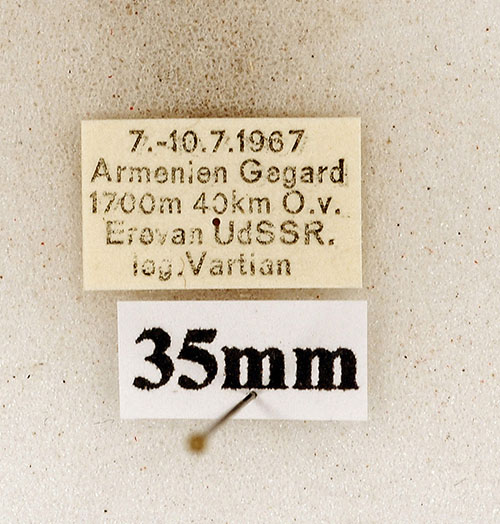 7.-10.7.1967
Armenien Gegard
1700m 40km O.v.
Erevan UdSSR.
leg. Vartian
35mm